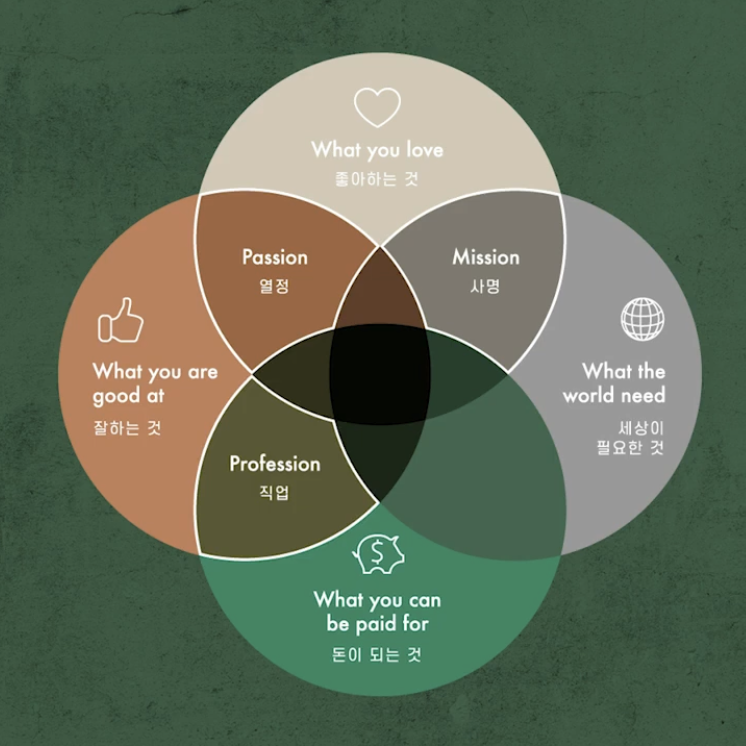 What you love
좋아하는 것
Passion
열정
Mission
사명
What you are
good at
잘하는 것
What the
world need
세상이
필요한 것
Profession
직업
$
What you can
be paid for
돈이 되는 것